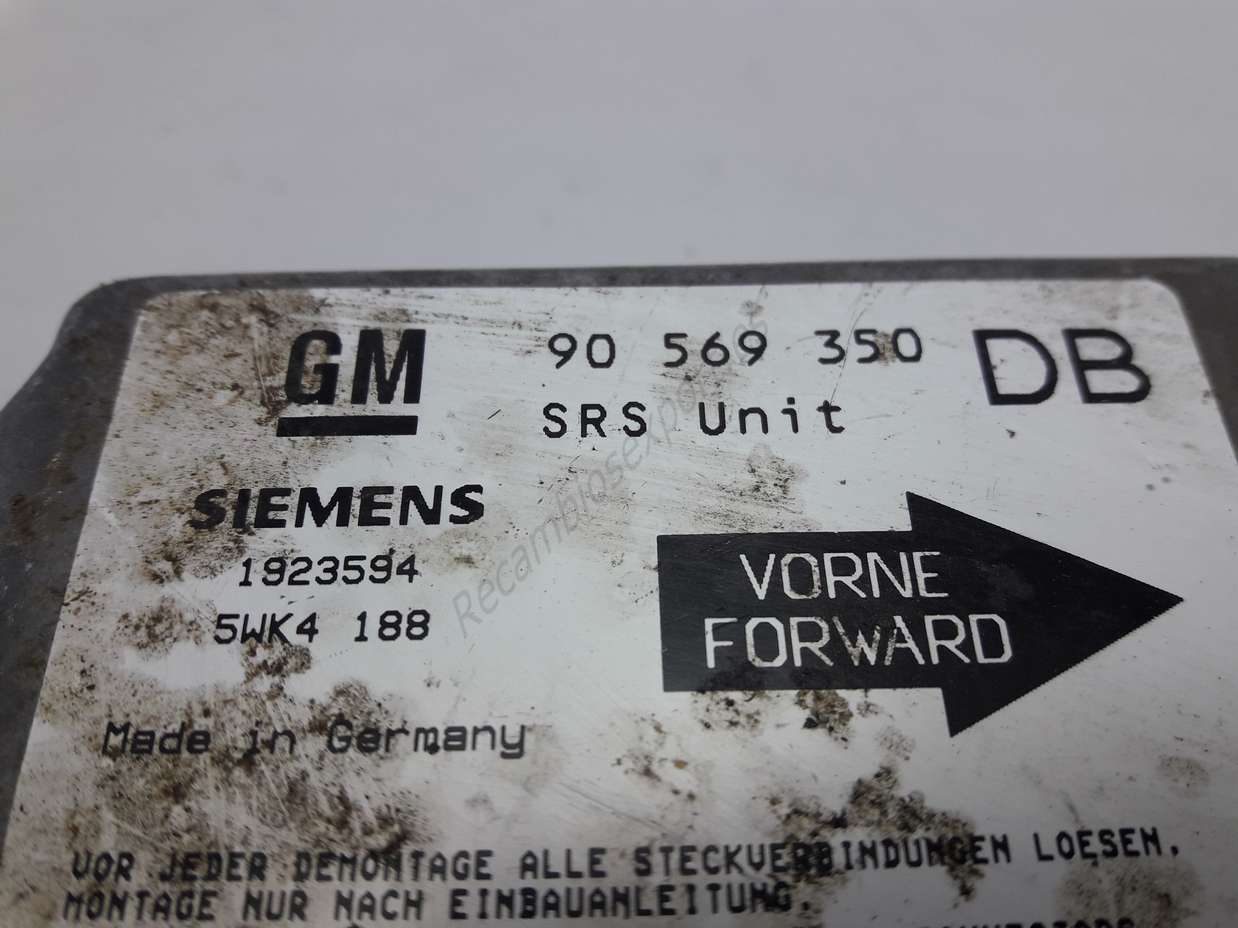 GM 90 569 350 DB
SRS Unit
SIEMENS
1923594
5WK4 188
VORNE
FORWARD
Made in Germany
VOR JEDER DEMONTAGE ALLE STECKVERBINDUNGEN LOESEN.
MONTAGE NUR NACH EINBAUANLEITUNG.